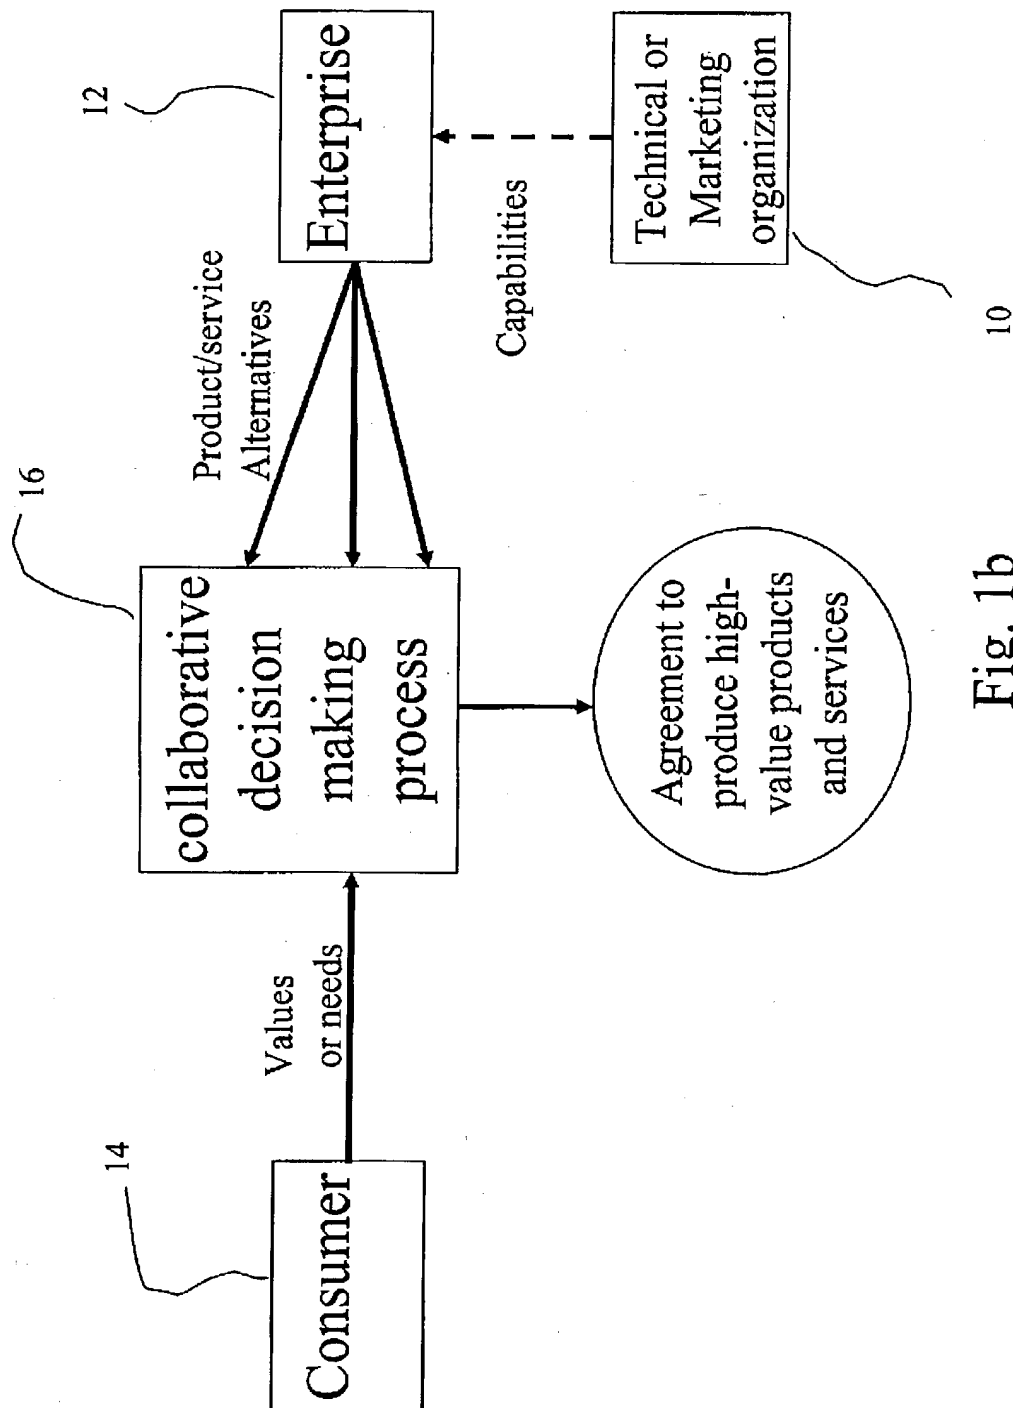 14
Consumer
Values
or needs
16
collaborative
decision
making
process
Product/service
Alternatives
12
Enterprise
Capabilities
Technical or
Marketing
organization
10
Agreement to
produce high-
value products
and services
Fig. 1b